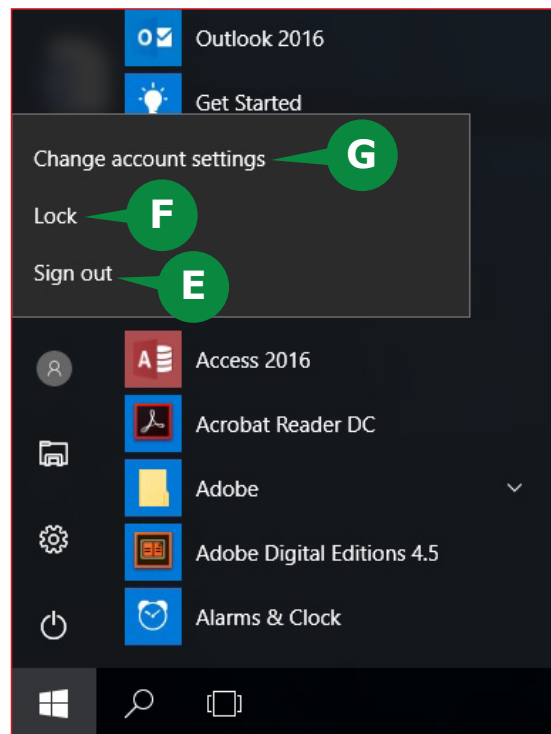 Outlook 2016
Get Started
Change account settings G
Lock F
Sign out E
Access 2016
Acrobat Reader DC
Adobe
Adobe Digital Editions 4.5
Alarms & Clock